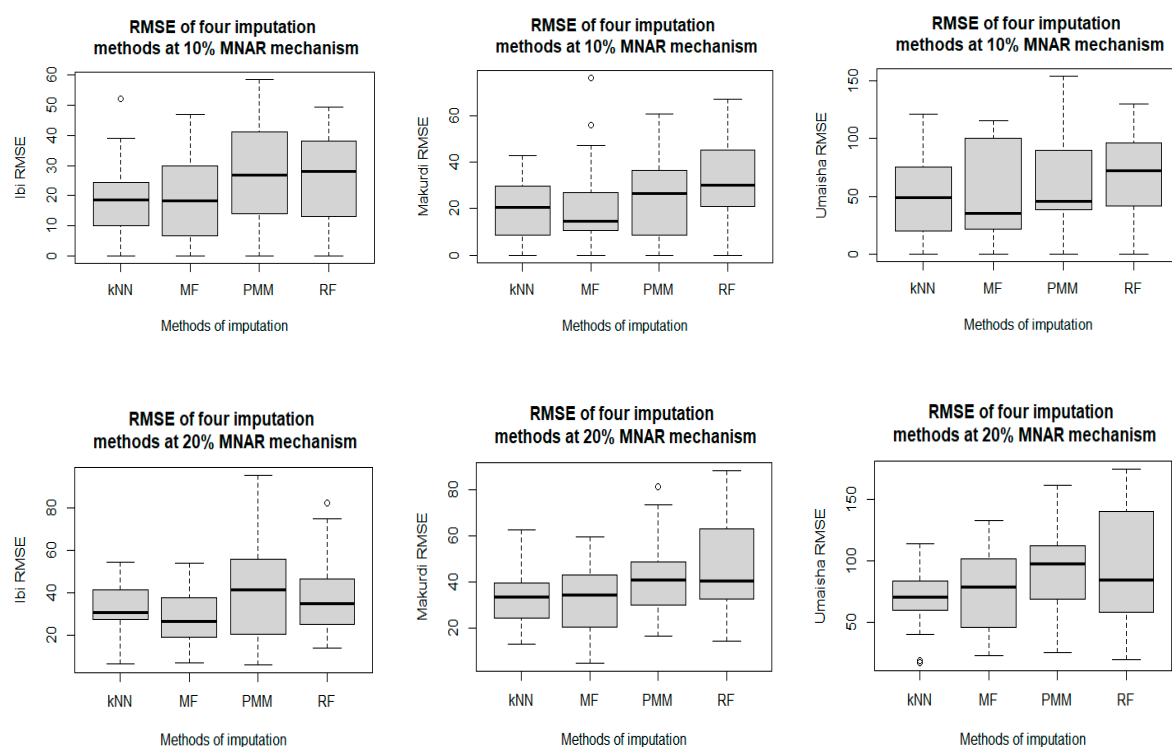 RMSE of four imputation
methods at 10% MNAR mechanism
Ibi RMSE
60
50
40
30
20
10
0
kNN MF PMM RF
Methods of imputation
RMSE of four imputation
methods at 10% MNAR mechanism
Makurdi RMSE
60
40
20
0
kNN MF PMM RF
Methods of imputation
RMSE of four imputation
methods at 10% MNAR mechanism
Umaisha RMSE
150
100
50
0
kNN MF PMM RF
Methods of imputation
RMSE of four imputation
methods at 20% MNAR mechanism
Ibi RMSE
80
60
40
20
kNN MF PMM RF
Methods of imputation
RMSE of four imputation
methods at 20% MNAR mechanism
Makurdi RMSE
80
60
40
20
kNN MF PMM RF
Methods of imputation
RMSE of four imputation
methods at 20% MNAR mechanism
Umaisha RMSE
150
100
50
kNN MF PMM RF
Methods of imputation